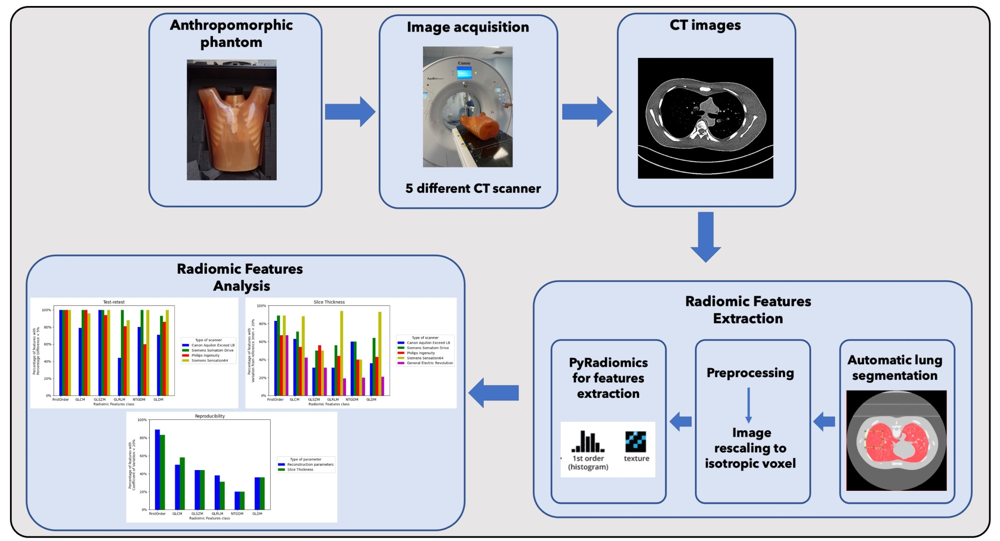 Anthropomorphic
phantom
Image acquisition
Canon
Aquilion
5 different CT scanner
CT images
Radiomic Features
Extraction
Automatic lung
segmentation
Preprocessing
Image
rescaling to
isotropic voxel
PyRadiomics
for features
extraction
1st order
(histogram)
texture
Radiomic Features
Analysis
Test-retest
Percentage of features with
Percentage Difference < 5%
100%
80%
60%
40%
20%
0%
FirstOrder GLCM GLSZM GLRLM NTGDM GLDM
Radiomic Features class
Type of scanner
Canon Aquilon Exceed LB
Siemens Somatom Drive
Philips Ingenuity
Siemens Sensation64
Slice Thickness
Percentage of features with
Variation from reference 3mm < 20%
100%
80%
60%
40%
20%
0%
FirstOrder GLCM GLSZM GLRLM NTGDM GLDM
Radiomic Features class
Type of scanner
Canon Aquilon Exceed LB
Siemens Somatom Drive
Philips Ingenuity
Siemens Sensation64
General Electric Revolution
Reproducibility
Percentage of features with
Coefficient of Variation < 20%
100%
80%
60%
40%
20%
0%
FirstOrder GLCM GLSZM GLRLM NTGDM GLDM
Radiomic Features class
Type of parameter
Reconstruction parameters
Slice Thickness